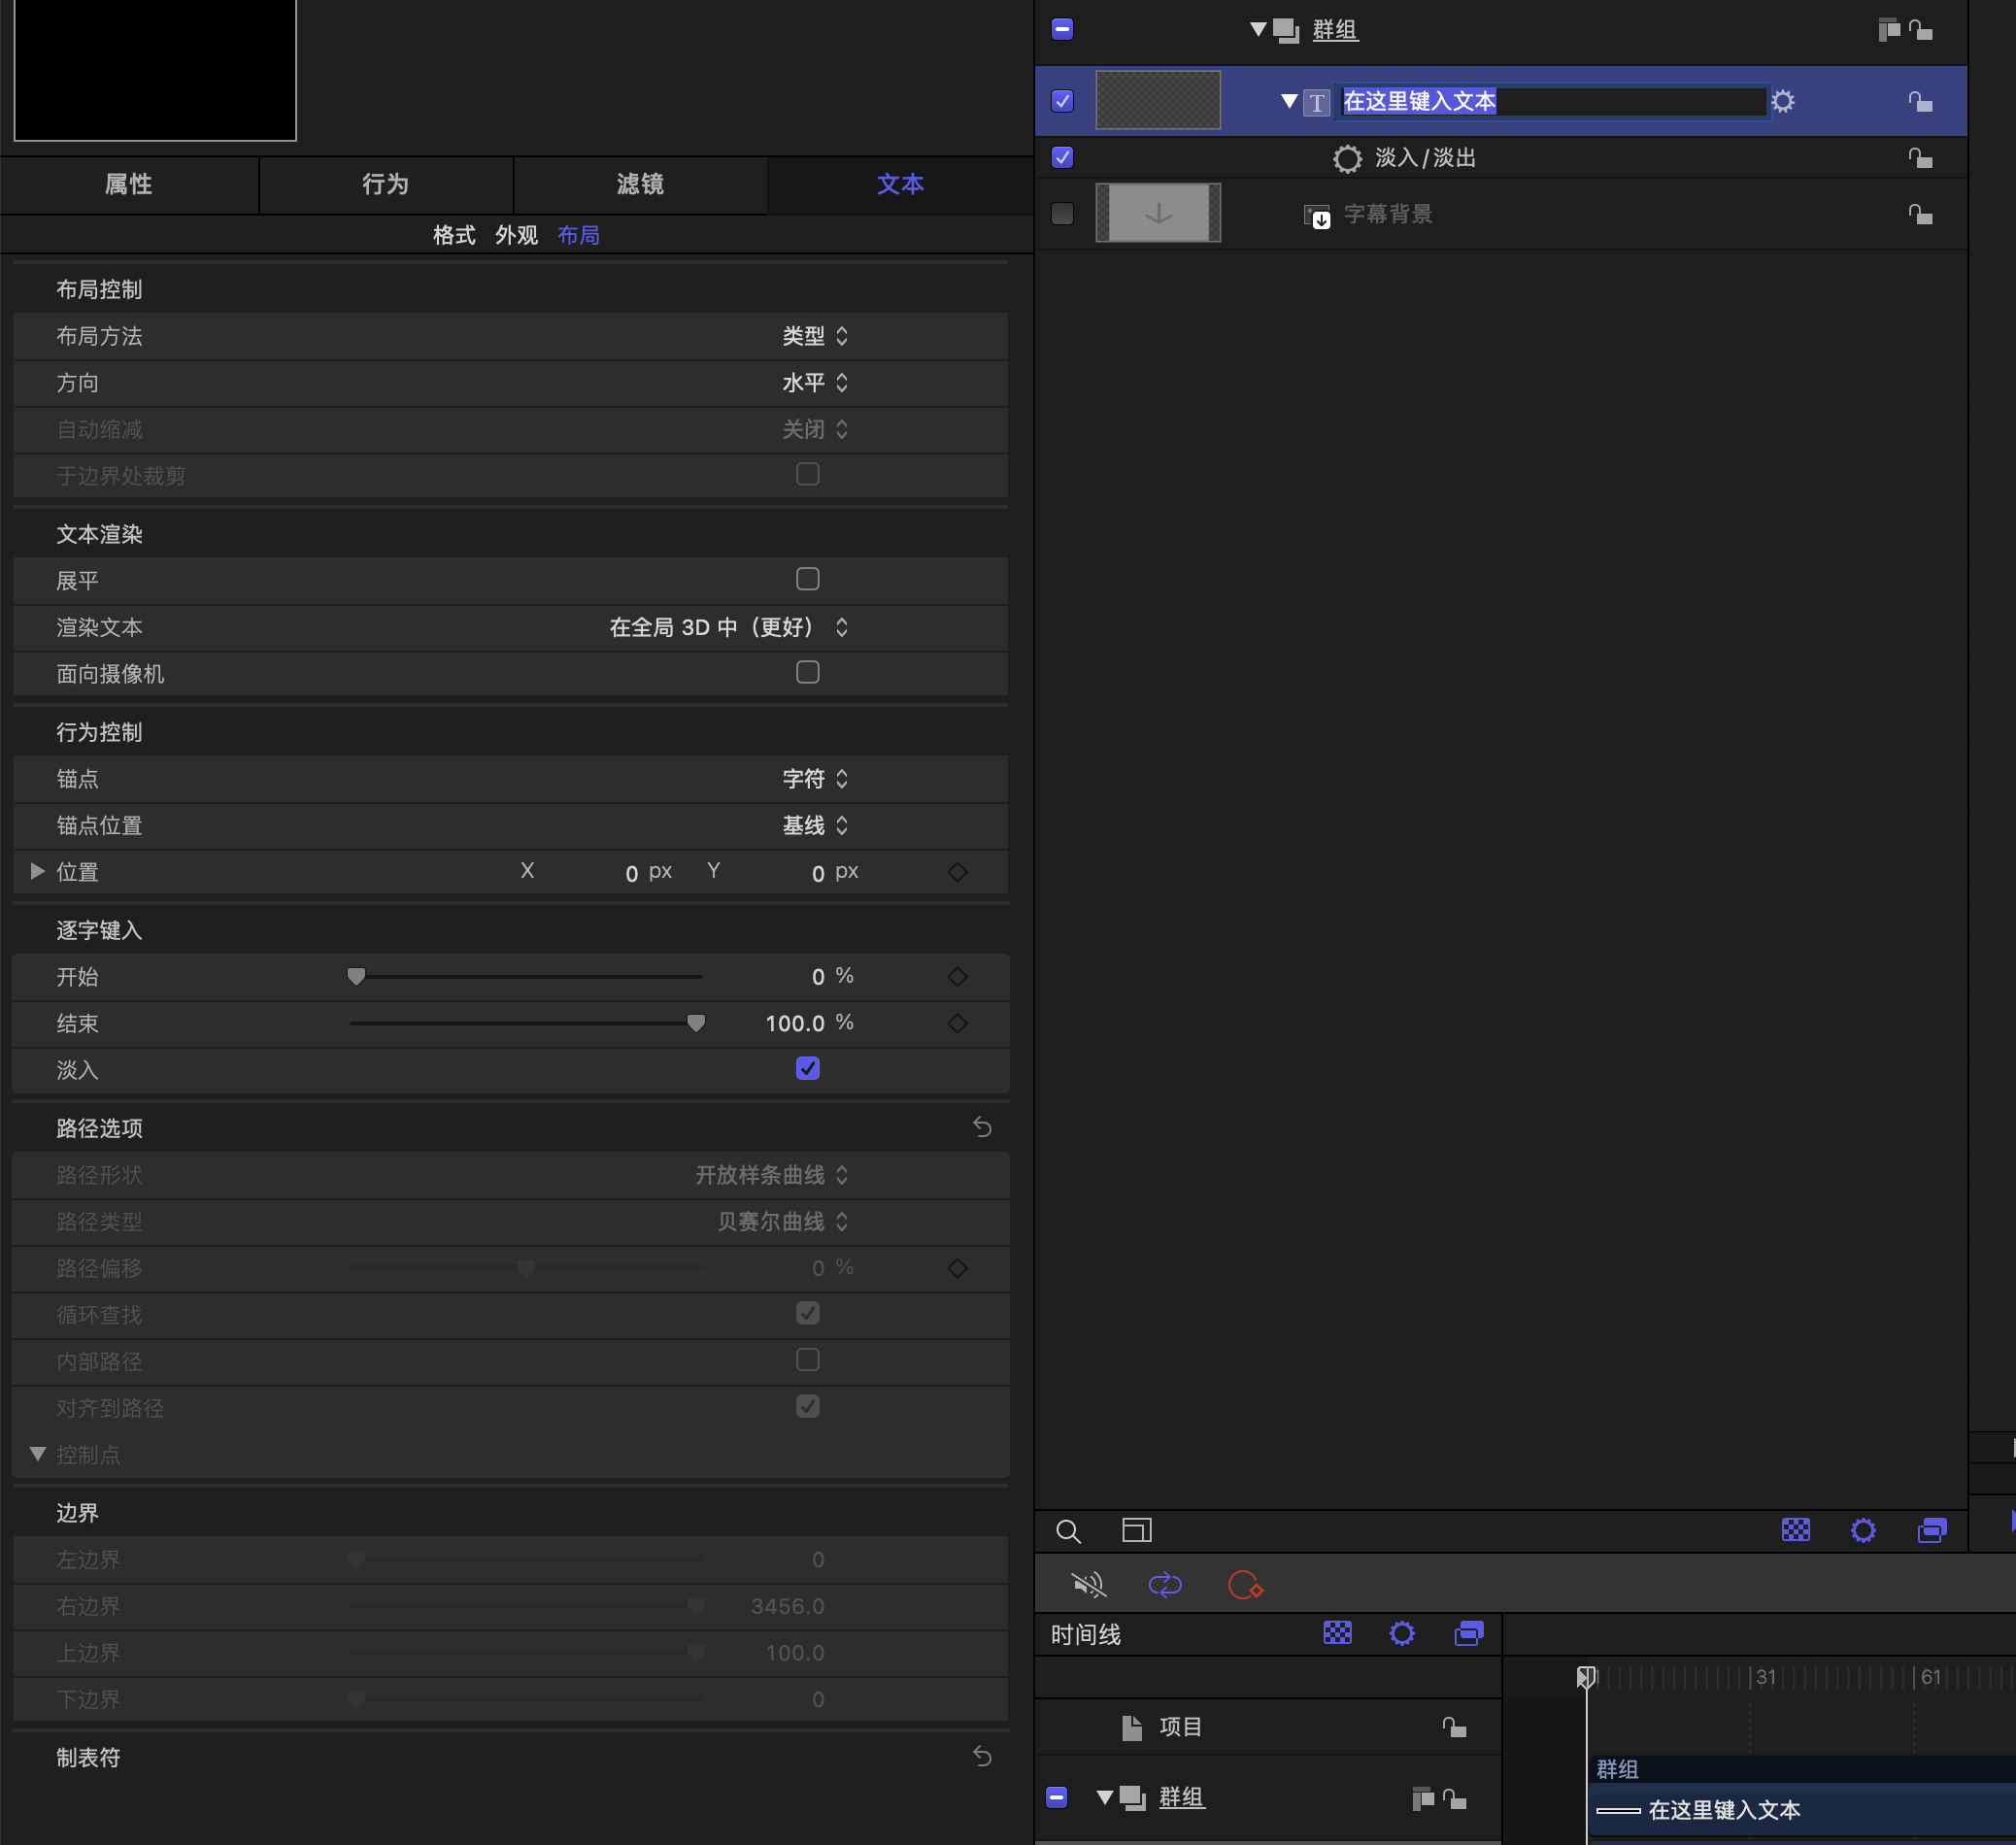 属性
行为
滤镜
文本
格式 外观 布局
布局控制
布局方法 类型
方向 水平
自动缩减 关闭
于边界处裁剪
文本渲染
展平
渲染文本 在全局 3D 中（更好）
面向摄像机
行为控制
锚点 字符
锚点位置 基线
位置 X 0 px Y 0 px
逐字键入
开始 0 %
结束 100.0 %
淡入
路径选项
路径形状 开放样条曲线
路径类型 贝赛尔曲线
路径偏移 0 %
循环查找
内部路径
对齐到路径
控制点
边界
左边界 0
右边界 3456.0
上边界 100.0
下边界 0
制表符
群组
T 在这里键入文本
淡入/淡出
字幕背景
时间线
1 31 61
项目
群组
群组
在这里键入文本